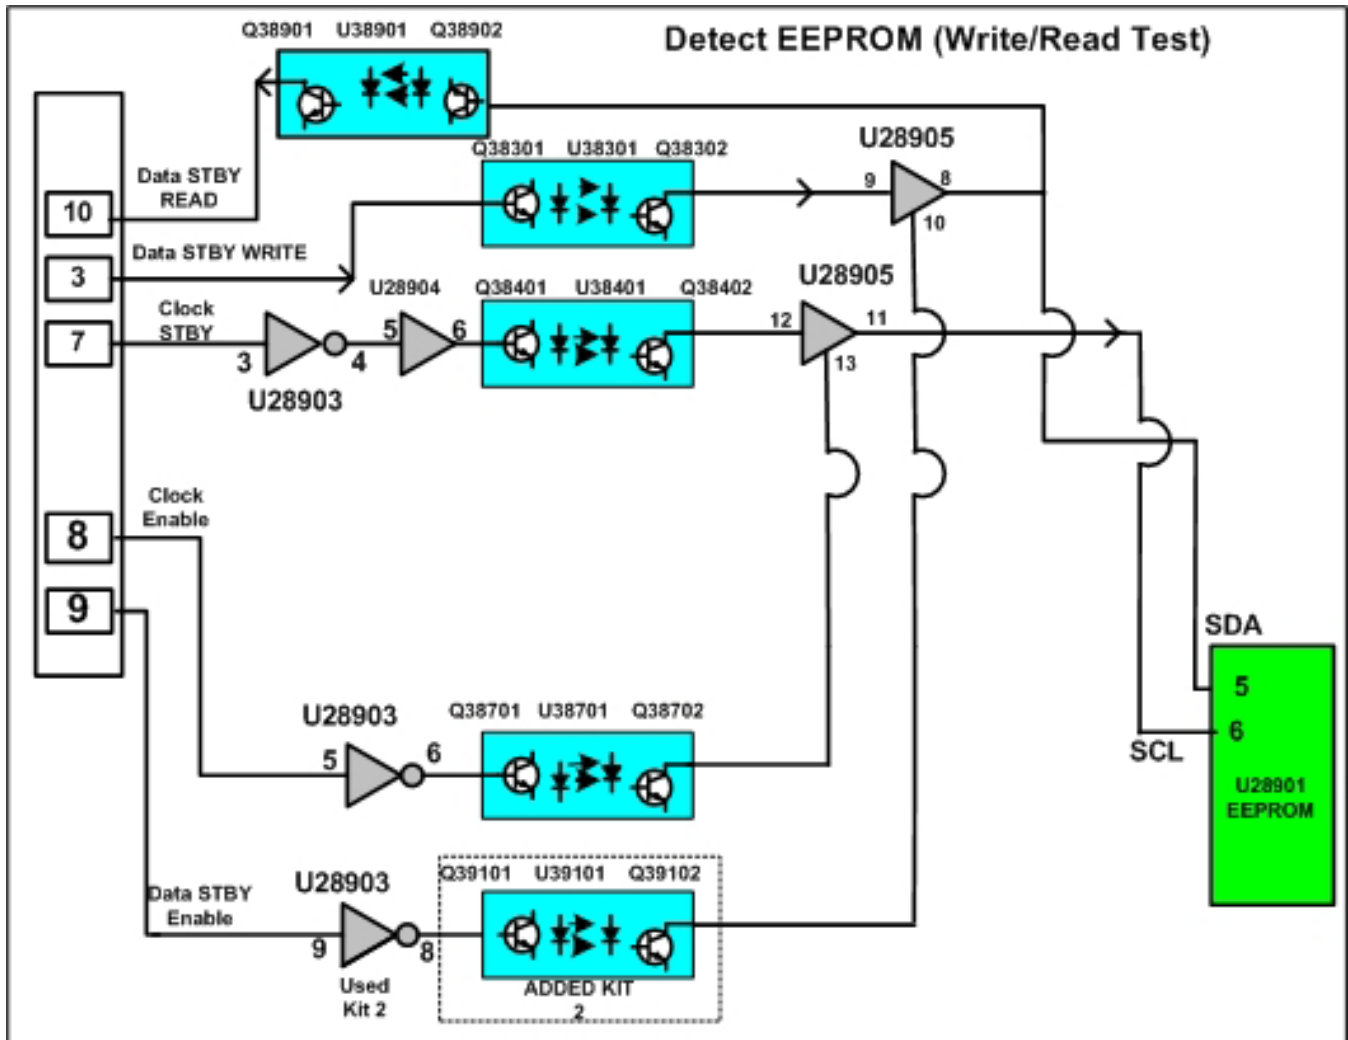 Q38901 U38901 Q38902
Detect EEPROM (Write/Read Test)
Data STBY
READ
10
Q38301 U38301 Q38302
U28905
9
8
10
Data STBY WRITE
3
U28904
Q38401 U38401 Q38402
U28905
Clock
STBY
7
3
4
U28903
5
6
12
11
13
Clock
Enable
8
9
SDA
5
6
SCL
U28901
EEPROM
U28903
5
6
Q38701 U38701 Q38702
Data STBY
Enable
U28903
9
8
Used
Kit 2
Q39101 U39101 Q39102
ADDED KIT
2